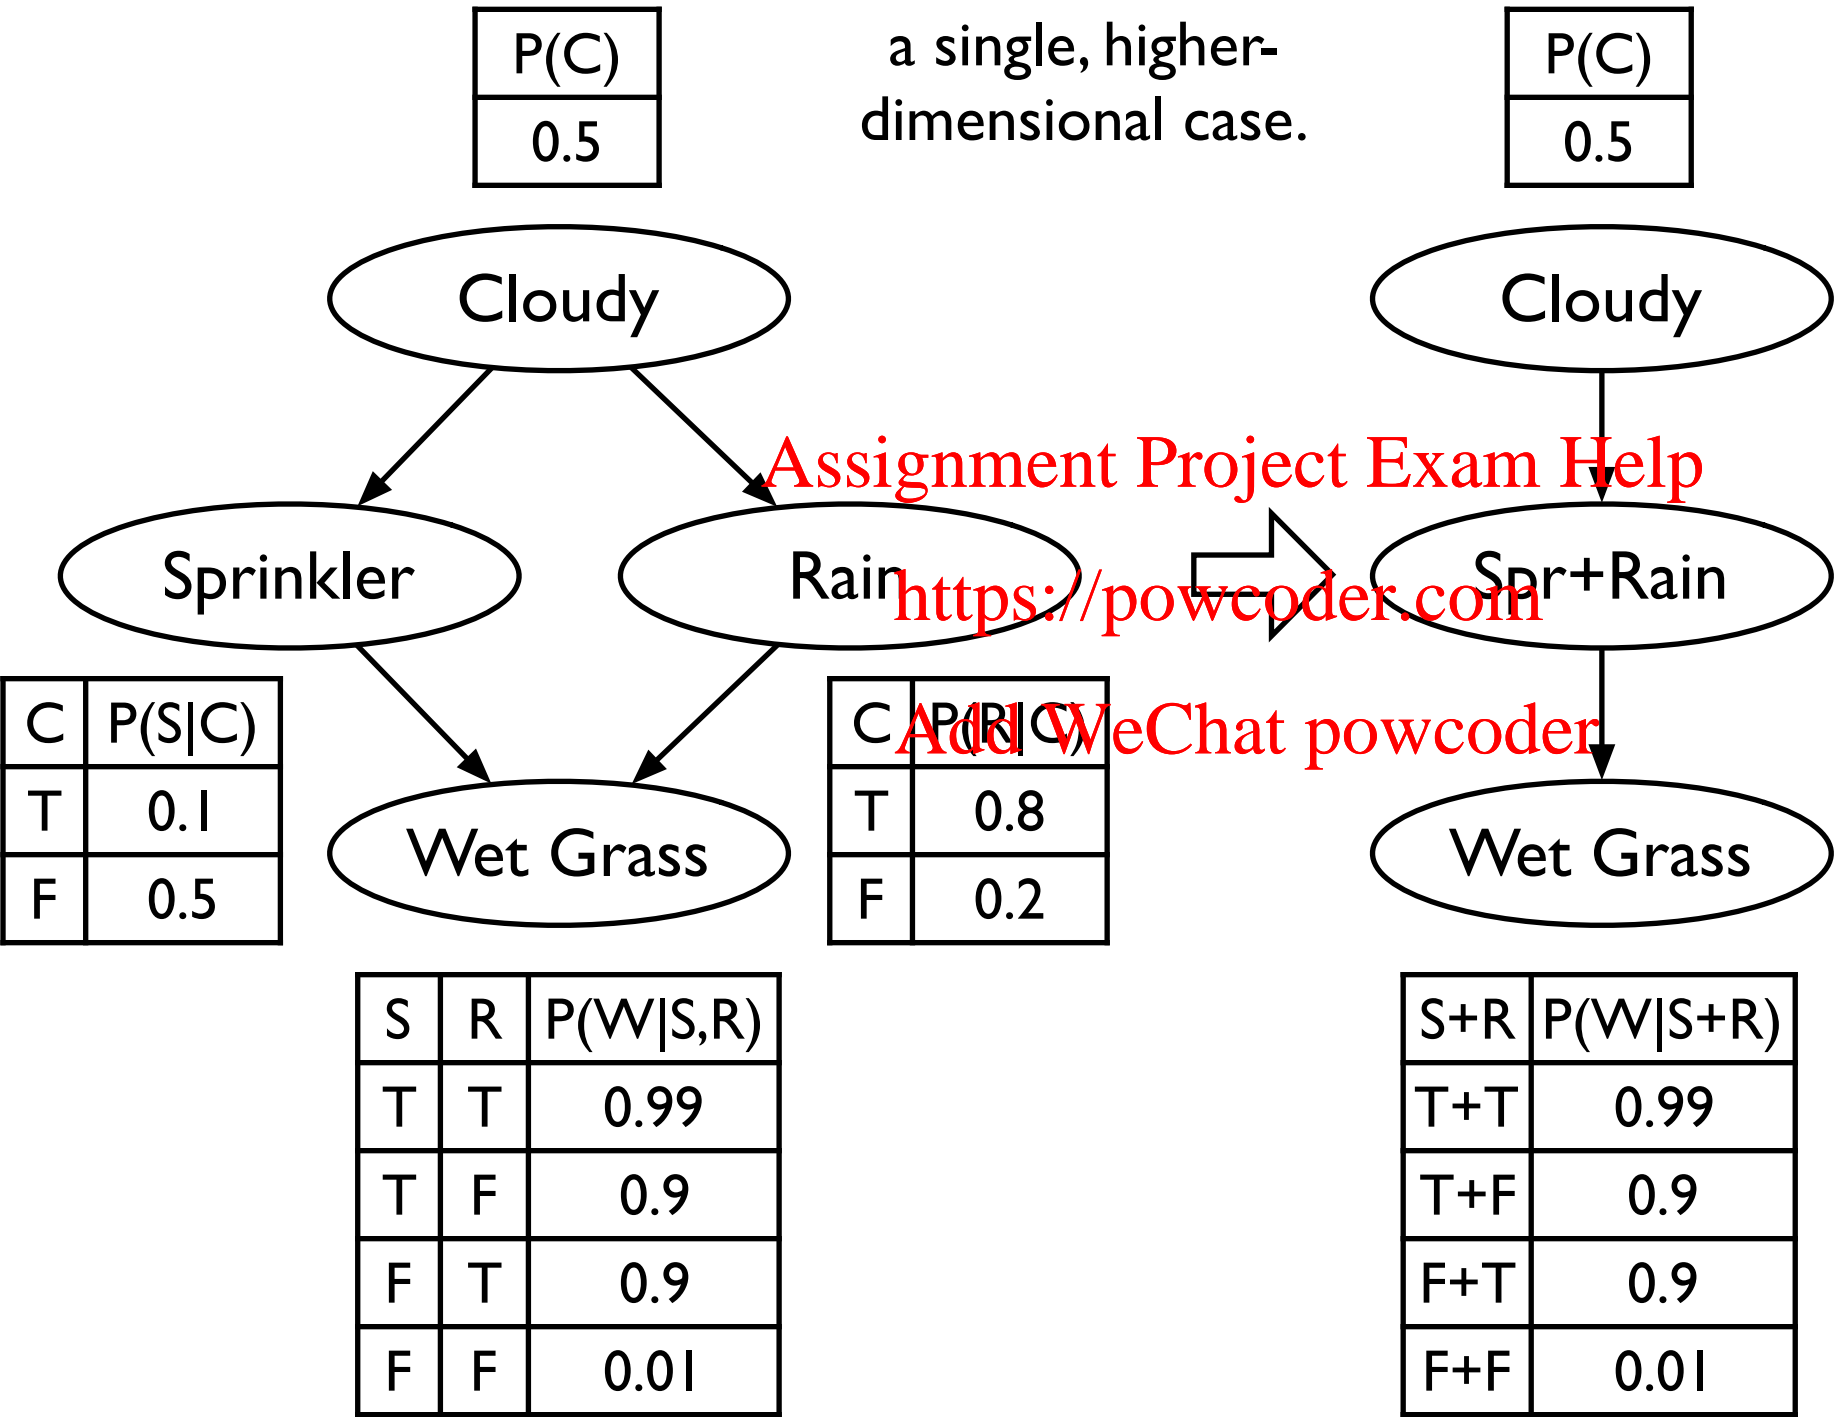 P(C)
0.5
a single, higher-
dimensional case.
P(C)
0.5
Cloudy
Cloudy
Assignment Project Exam Help
Sprinkler
Rain
Spr+Rain
https://powcoder.com
C P(S|C)
T 0.1
F 0.5
C P(R|C)
T 0.8
F 0.2
Add WeChat powcoder
Wet Grass
Wet Grass
S R P(W|S,R)
T T 0.99
T F 0.9
F T 0.9
F F 0.01
S+R P(W|S+R)
T+T 0.99
T+F 0.9
F+T 0.9
F+F 0.01